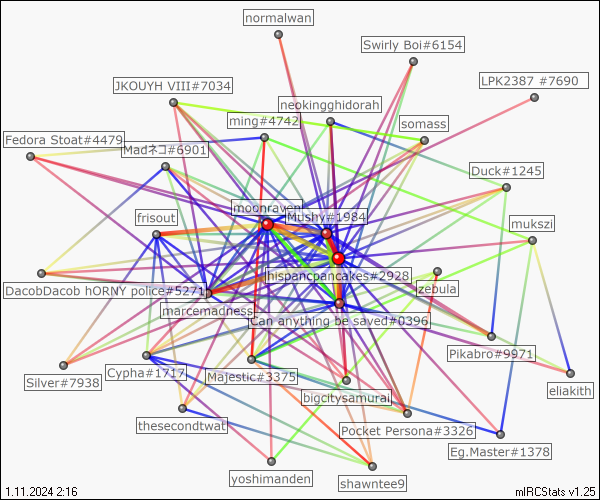 normalwan
Swirly Boi#6154
LPK2387 #7690
JKOUYH VIII#7034
neokingghidorah
ming#4742
somass
Fedora Stoat#4479
Madネコ#6901
Duck#1245
moonraven
Mushy#1984
frisout
mukszi
hispancpancakes#2928
zebula
DacobDacob hORNY police#5271
marcemadness
Can anything be saved#0396
Pikabro#9971
Silver#7938
Cypha#1717
Majestic#3375
eliakith
bigcitysamurai
thesecondtwat
Pocket Persona#3326
Eg.Master#1378
yoshimanden
shawntee9
1.11.2024 2:16
mIRCStats v1.25